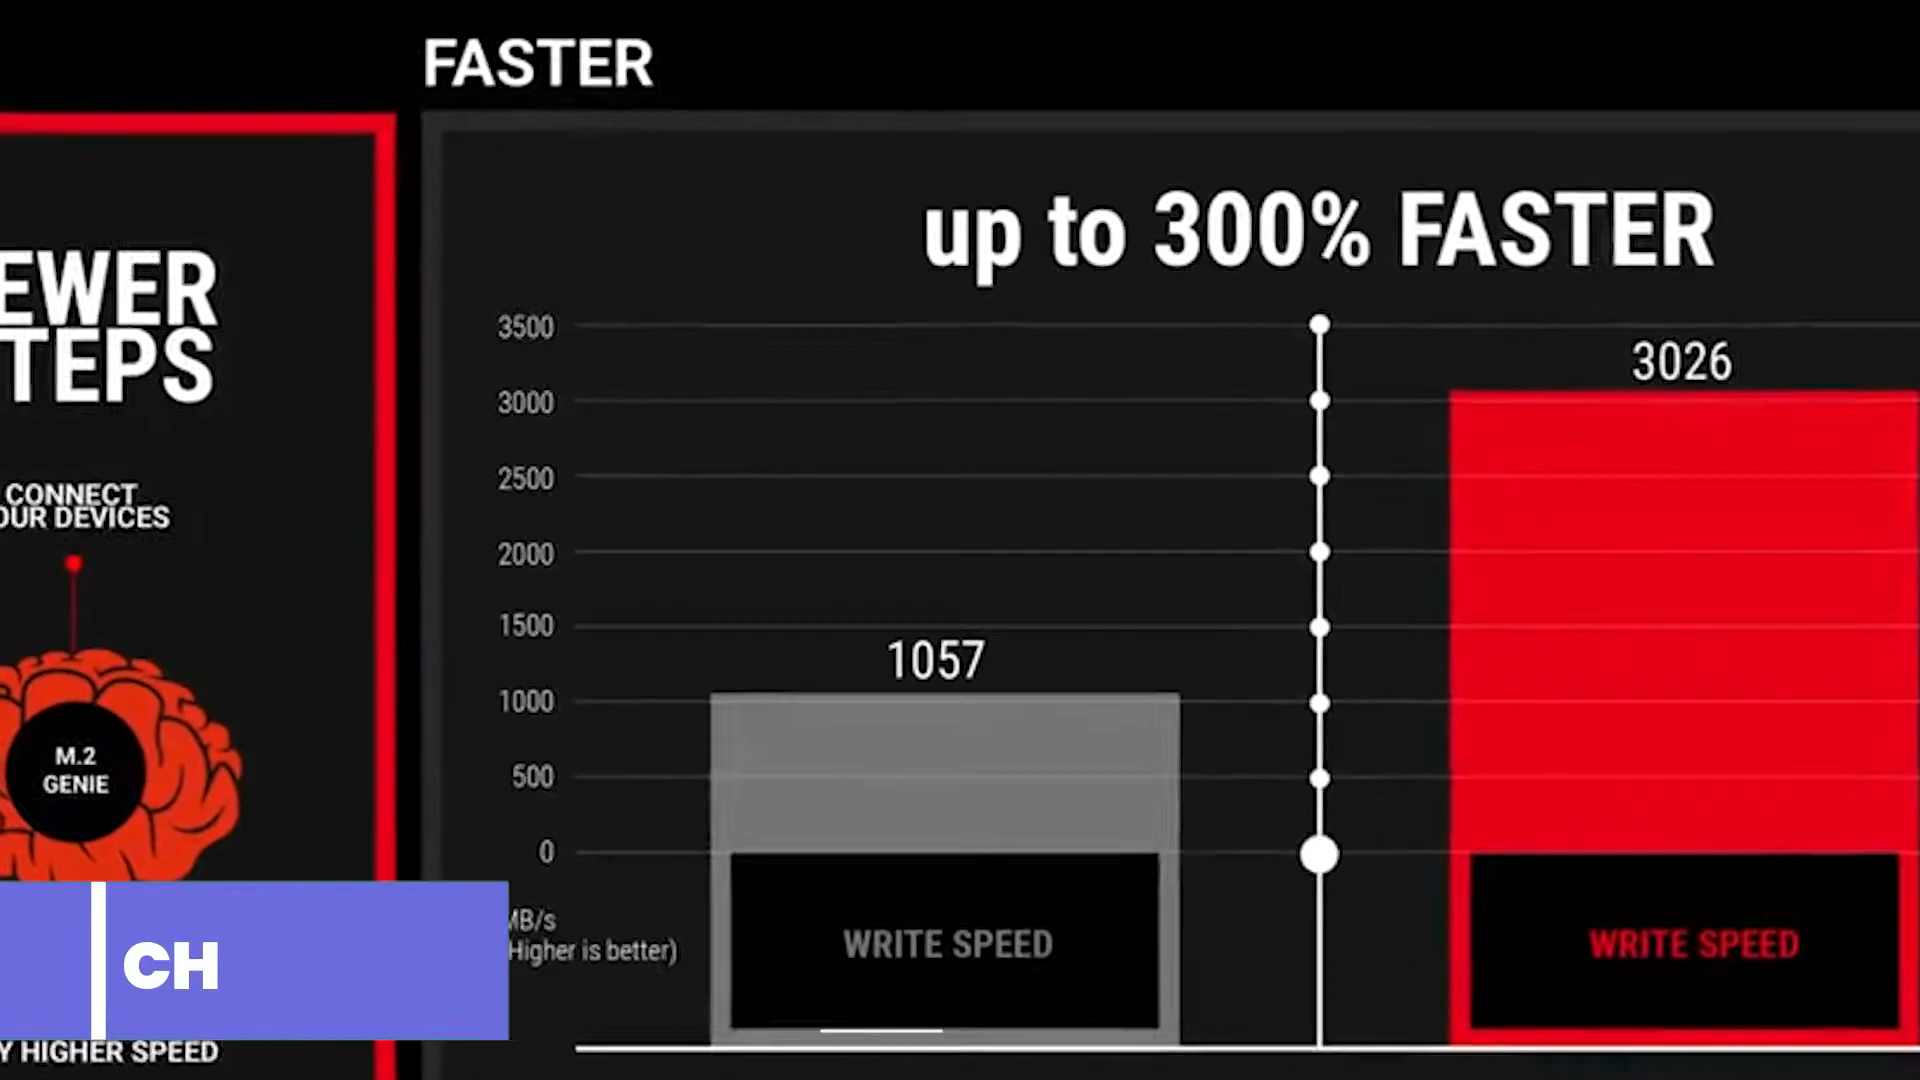 FASTER
EWER
TEPS
CONNECT
OUR DEVICES
M.2
GENIE
CH
Y HIGHER SPEED
up to 300% FASTER
3500
3000
2500
2000
1500
1000
500
0
MB/s
Higher is better)
1057
WRITE SPEED
3026
WRITE SPEED